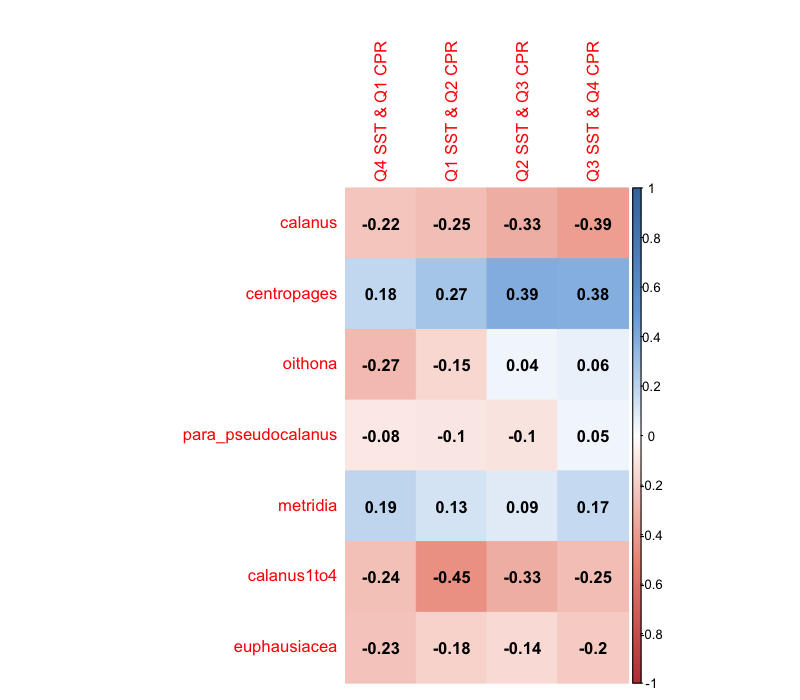 Q4 SST & Q1 CPR
Q1 SST & Q2 CPR
Q2 SST & Q3 CPR
Q3 SST & Q4 CPR
calanus -0.22 -0.25 -0.33 -0.39
centropages 0.18 0.27 0.39 0.38
oithona -0.27 -0.15 0.04 0.06
para_pseudocalanus -0.08 -0.1 -0.1 0.05
metridia 0.19 0.13 0.09 0.17
calanus1to4 -0.24 -0.45 -0.33 -0.25
euphausiacea -0.23 -0.18 -0.14 -0.2
1
0.8
0.6
0.4
0.2
0
-0.2
-0.4
-0.6
-0.8
-1